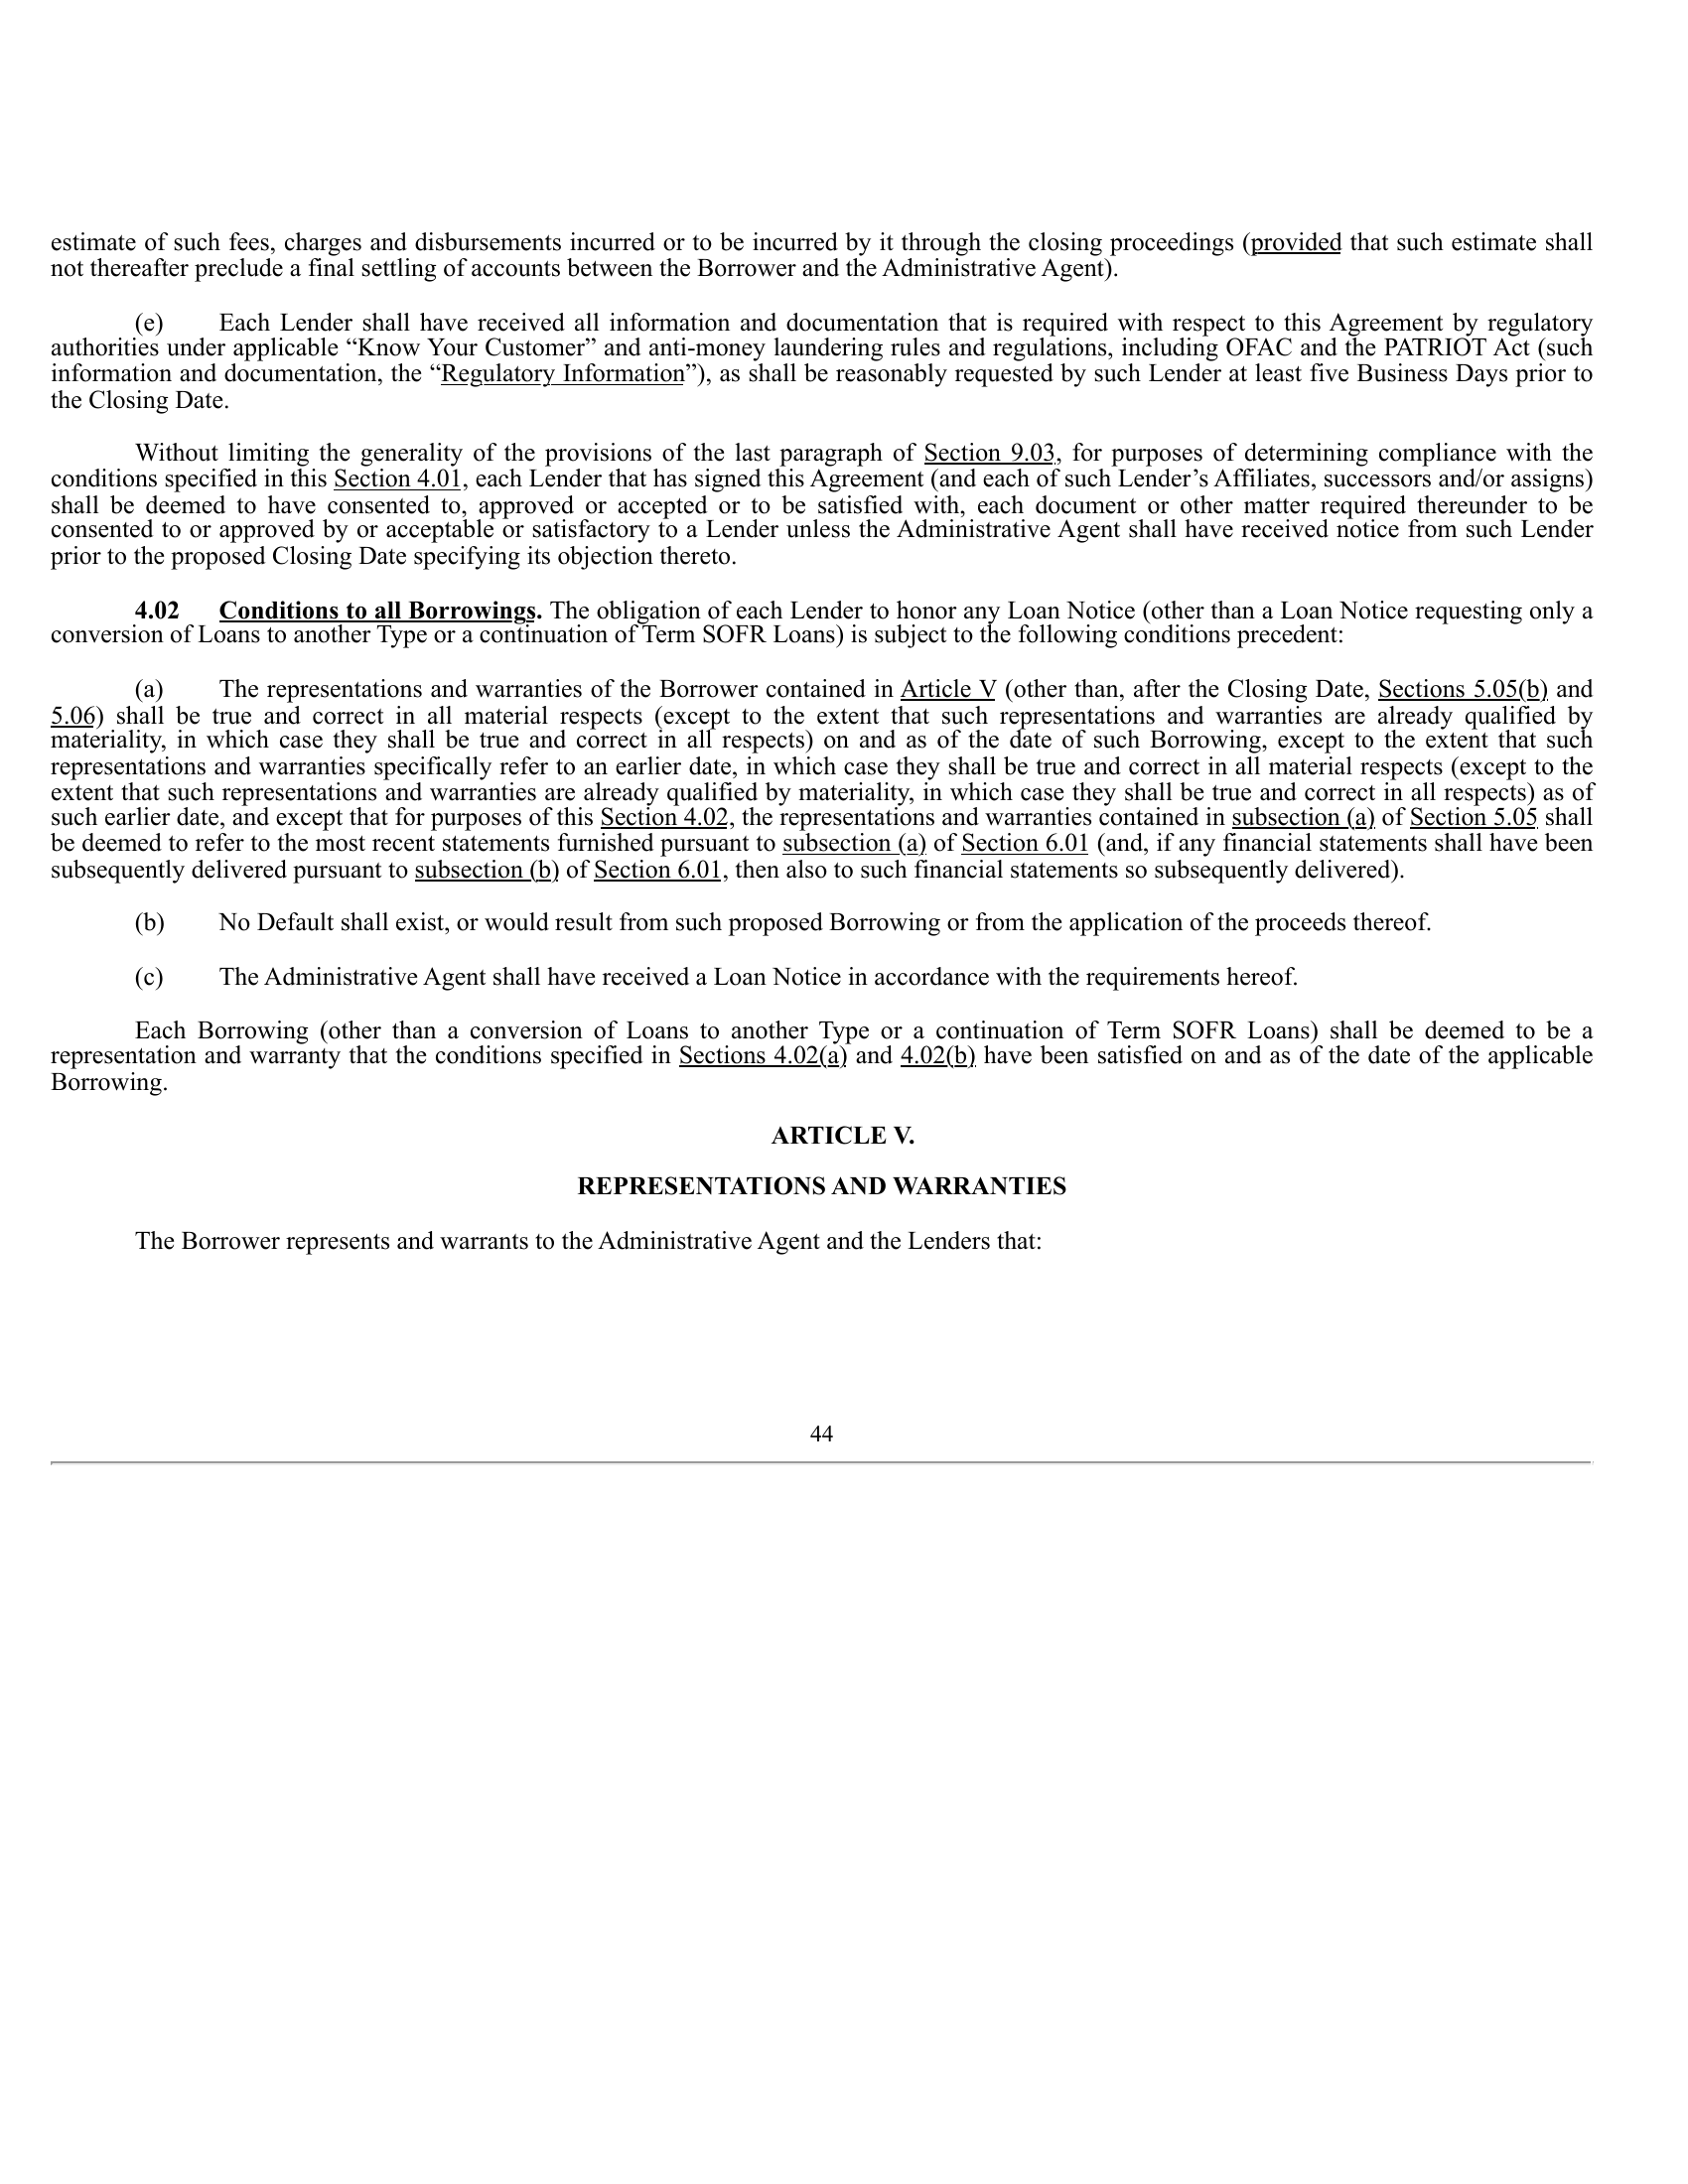 estimate of such fees, charges and disbursements incurred or to be incurred by it through the closing proceedings (provided that such estimate shall
not thereafter preclude a final settling of accounts between the Borrower and the Administrative Agent).
(e) Each Lender shall have received all information and documentation that is required with respect to this Agreement by regulatory
authorities under applicable “Know Your Customer” and anti-money laundering rules and regulations, including OFAC and the PATRIOT Act (such
information and documentation, the “Regulatory Information”), as shall be reasonably requested by such Lender at least five Business Days prior to
the Closing Date.
Without limiting the generality of the provisions of the last paragraph of Section 9.03, for purposes of determining compliance with the
conditions specified in this Section 4.01, each Lender that has signed this Agreement (and each of such Lender’s Affiliates, successors and/or assigns)
shall be deemed to have consented to, approved or accepted or to be satisfied with, each document or other matter required thereunder to be
consented to or approved by or acceptable or satisfactory to a Lender unless the Administrative Agent shall have received notice from such Lender
prior to the proposed Closing Date specifying its objection thereto.
4.02 Conditions to all Borrowings. The obligation of each Lender to honor any Loan Notice (other than a Loan Notice requesting only a
conversion of Loans to another Type or a continuation of Term SOFR Loans) is subject to the following conditions precedent:
(a) The representations and warranties of the Borrower contained in Article V (other than, after the Closing Date, Sections 5.05(b) and
5.06) shall be true and correct in all material respects (except to the extent that such representations and warranties are already qualified by
materiality, in which case they shall be true and correct in all respects) on and as of the date of such Borrowing, except to the extent that such
representations and warranties specifically refer to an earlier date, in which case they shall be true and correct in all material respects (except to the
extent that such representations and warranties are already qualified by materiality, in which case they shall be true and correct in all respects) as of
such earlier date, and except that for purposes of this Section 4.02, the representations and warranties contained in subsection (a) of Section 5.05 shall
be deemed to refer to the most recent statements furnished pursuant to subsection (a) of Section 6.01 (and, if any financial statements shall have been
subsequently delivered pursuant to subsection (b) of Section 6.01, then also to such financial statements so subsequently delivered).
(b) No Default shall exist, or would result from such proposed Borrowing or from the application of the proceeds thereof.
(c) The Administrative Agent shall have received a Loan Notice in accordance with the requirements hereof.
Each Borrowing (other than a conversion of Loans to another Type or a continuation of Term SOFR Loans) shall be deemed to be a
representation and warranty that the conditions specified in Sections 4.02(a) and 4.02(b) have been satisfied on and as of the date of the applicable
Borrowing.
ARTICLE V.
REPRESENTATIONS AND WARRANTIES
The Borrower represents and warrants to the Administrative Agent and the Lenders that:
44